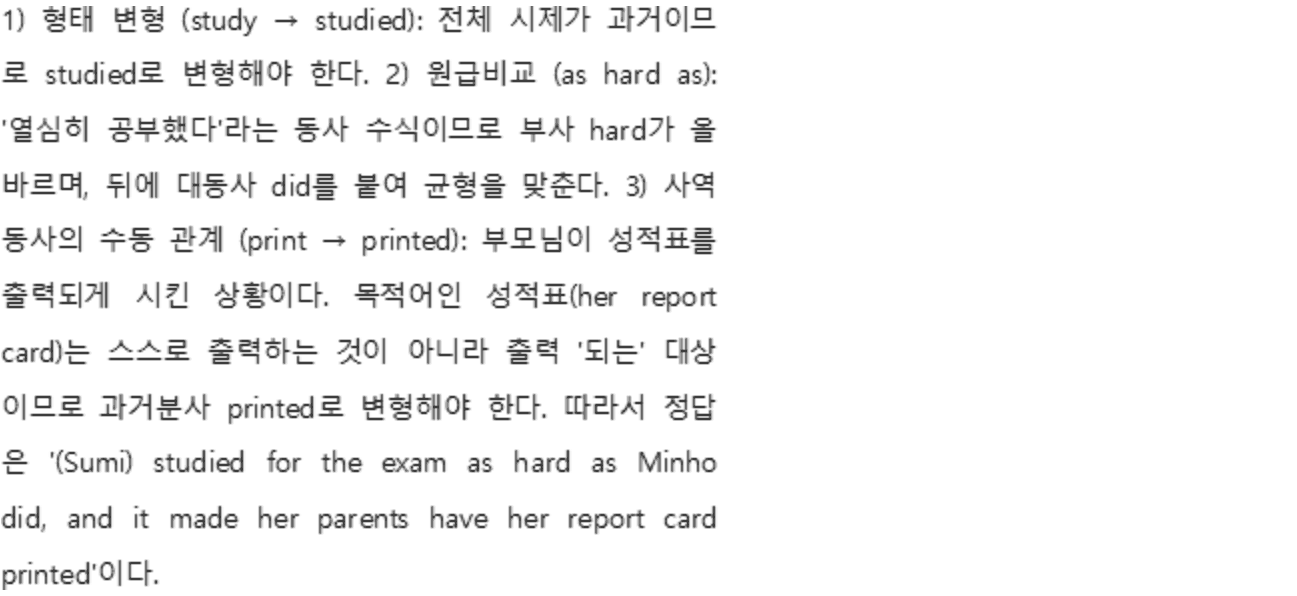 1) 형태 변형 (study → studied): 전체 시제가 과거이므
로 studied로 변형해야 한다. 2) 원급비교 (as hard as):
'열심히 공부했다'라는 동사 수식이므로 부사 hard가 올
바르며, 뒤에 대동사 did를 붙여 균형을 맞춘다. 3) 사역
동사의 수동 관계 (print → printed): 부모님이 성적표를
출력되게 시킨 상황이다. 목적어인 성적표(her report
card)는 스스로 출력하는 것이 아니라 출력 '되는' 대상
이므로 과거분사 printed로 변형해야 한다. 따라서 정답
은 '(Sumi) studied for the exam as hard as Minho
did, and it made her parents have her report card
printed'이다.